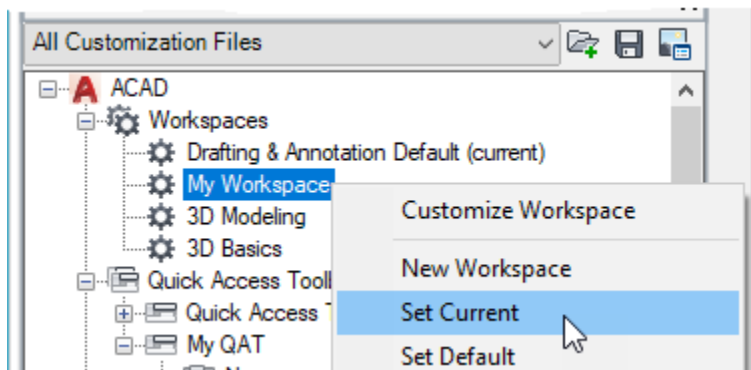 All Customization Files
ACAD
Workspaces
Drafting & Annotation Default (current)
My Workspace
3D Modeling
3D Basics
Quick Access
Quick Access
My QAT
Customize Workspace
New Workspace
Set Current
Set Default